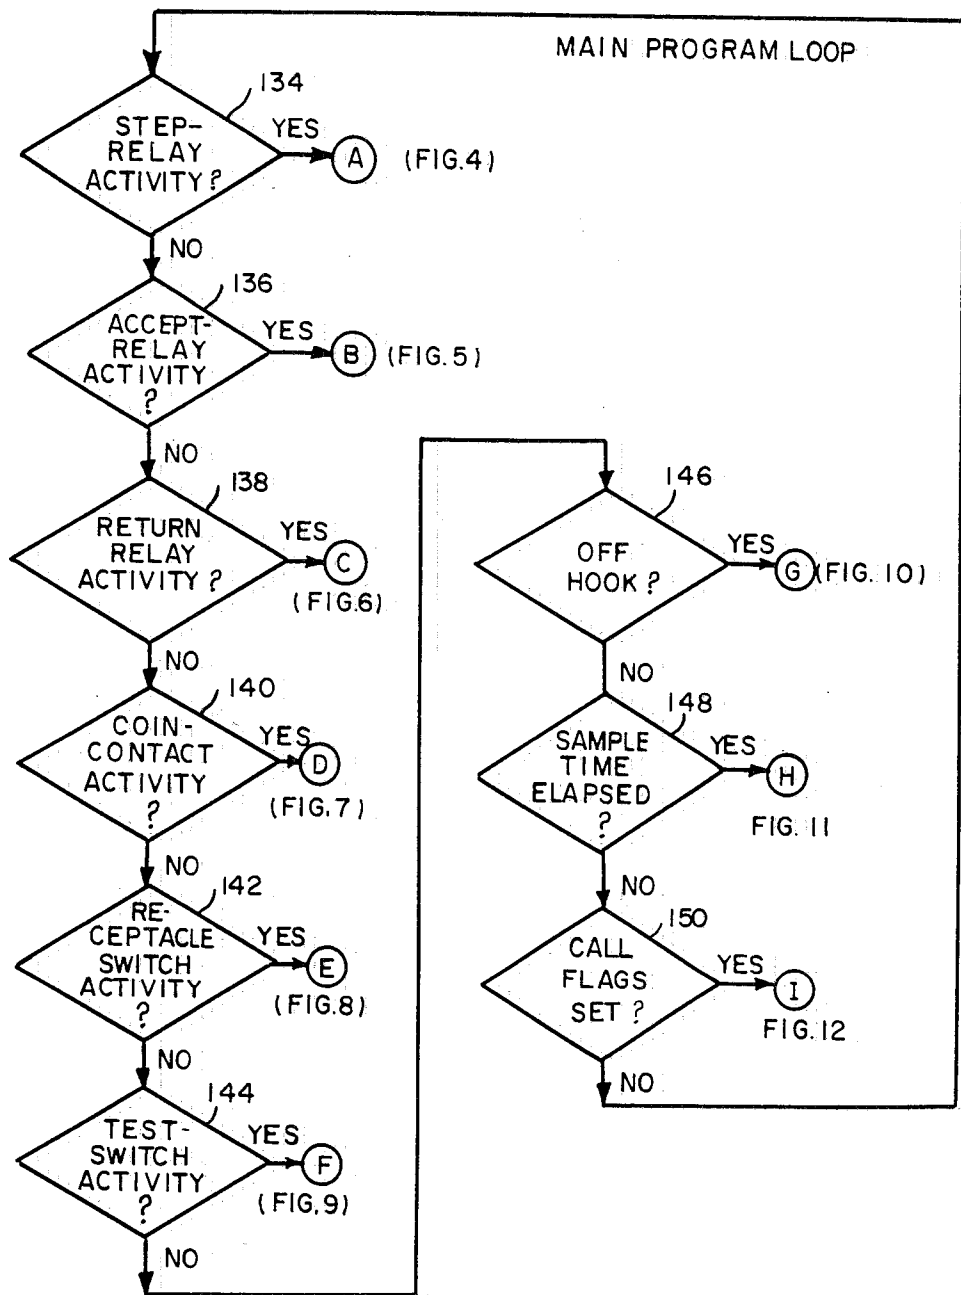 MAIN PROGRAM LOOP
134
STEP-
RELAY
ACTIVITY?
YES
A
(FIG.4)
NO
136
ACCEPT-
RELAY
ACTIVITY
?
YES
B
(FIG.5)
NO
138
RETURN
RELAY
ACTIVITY?
YES
C
(FIG.6)
NO
140
COIN-
CONTACT
ACTIVITY
?
YES
D
(FIG.7)
NO
142
RE-
CEPTACLE
SWITCH
ACTIVITY
?
YES
E
(FIG.8)
NO
144
TEST-
SWITCH
ACTIVITY
?
YES
F
(FIG.9)
NO
146
OFF
HOOK?
YES
G
(FIG. 10)
NO
148
SAMPLE
TIME
ELAPSED
?
YES
H
FIG. 11
NO
150
CALL
FLAGS
SET?
YES
I
FIG.12
NO